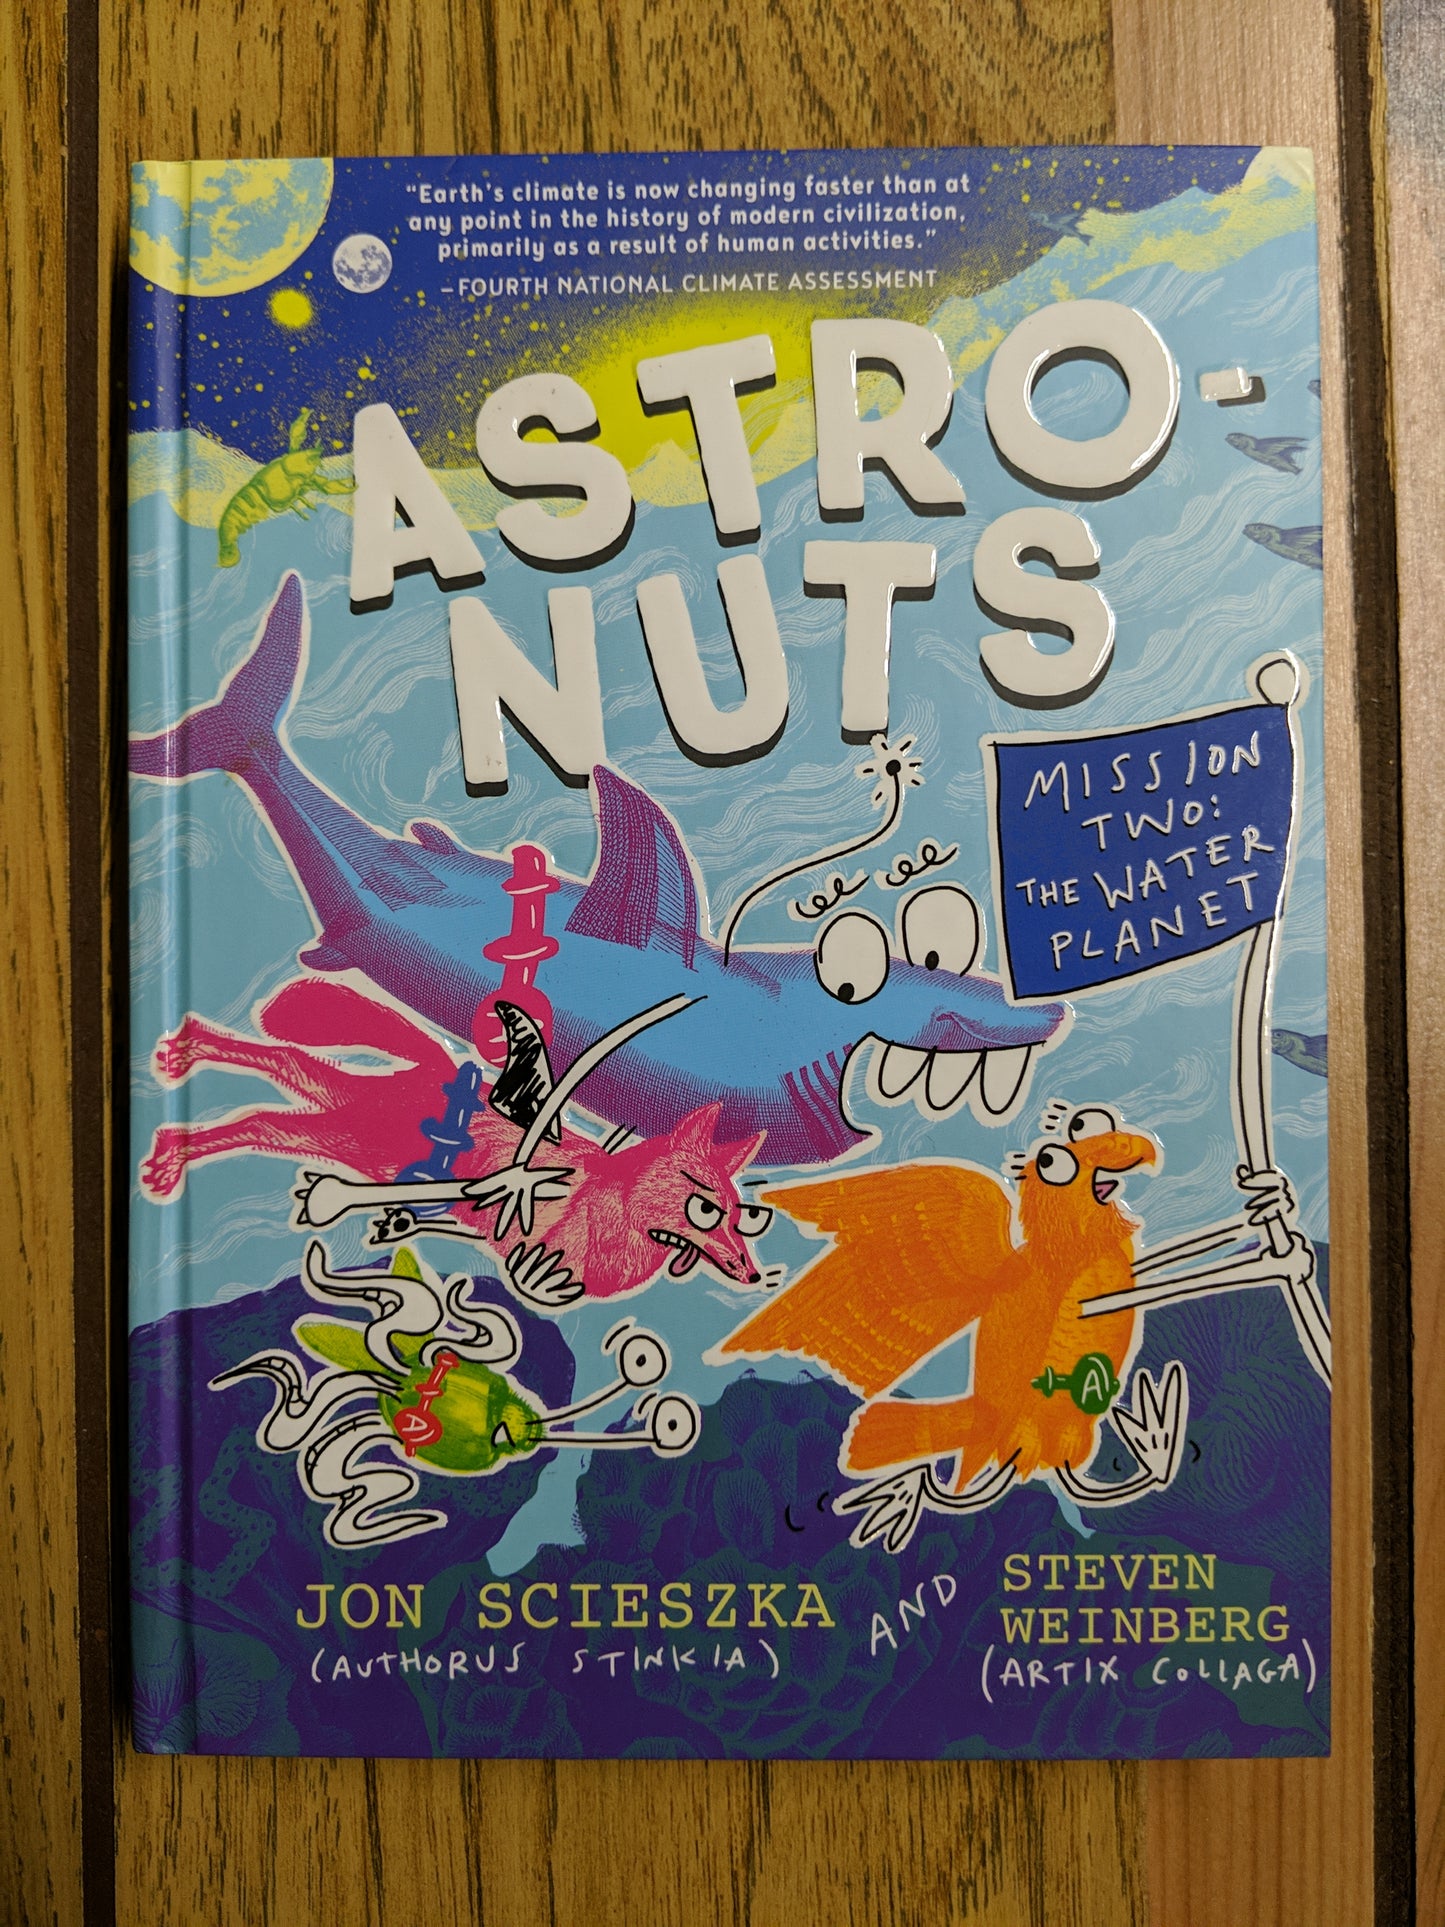 “Earth’s climate is now changing faster than at
any point in the history of modern civilization,
primarily as a result of human activities.”
–FOURTH NATIONAL CLIMATE ASSESSMENT
ASTRO-
NUTS
MISSION
TWO:
THE WATER
PLANET
A
A
JON SCIESZKA
(AUTHORUS STINKIA)
AND
STEVEN
WEINBERG
(ARTIX COLLAGA)